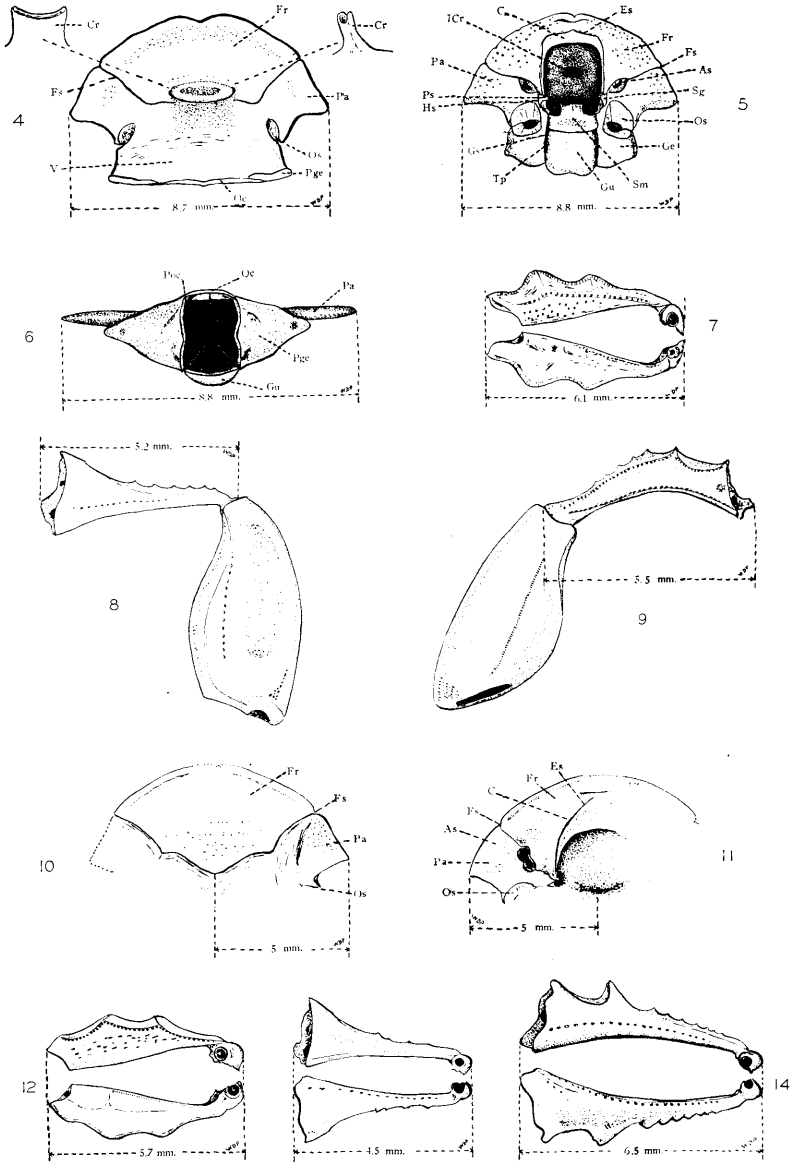 Cr
Fr
Cr
Fs
Pa
4
Os
V
Pge
Oc
8.7 mm.
C
Es
ICr
Fr
Pa
Fs
As
Ps
Sg
Hs
Os
5
Gs
Ge
Tp
Gu
Sm
8.8 mm.
Poc
Oc
Pa
6
Pge
Gu
8.8 mm.
7
6.1 mm.
5.2 mm.
8
5.5 mm.
9
Fr
Fs
Pa
10
Os
5 mm.
Es
Fr
C
Fs
As
Pa
11
Os
5 mm.
12
5.7 mm.
4.5 mm.
14
6.5 mm.